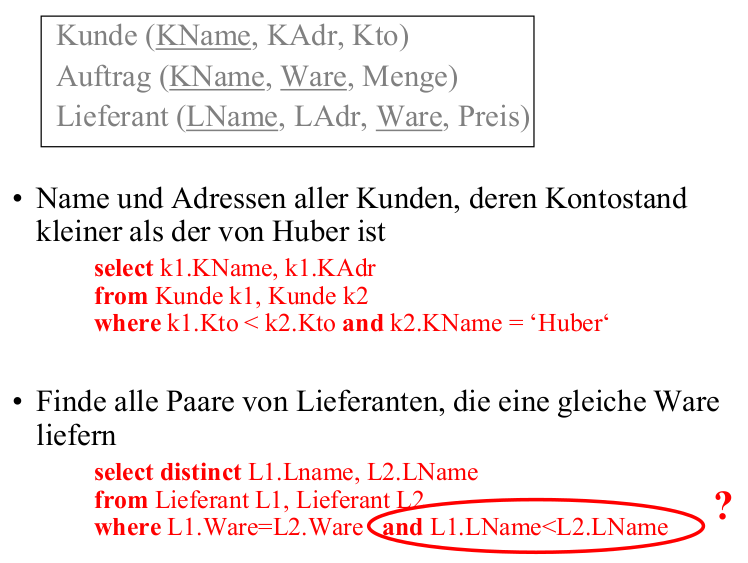 Kunde (KName, KAdr, Kto)
Auftrag (KName, Ware, Menge)
Lieferant (LName, LAdr, Ware, Preis)
• Name und Adressen aller Kunden, deren Kontostand
kleiner als der von Huber ist
select k1.KName, k1.KAdr
from Kunde k1, Kunde k2
where k1.Kto < k2.Kto and k2.KName = ‘Huber‘
• Finde alle Paare von Lieferanten, die eine gleiche Ware
liefern
select distinct L1.Lname, L2.LName
from Lieferant L1, Lieferant L2
where L1.Ware=L2.Ware and L1.LName<L2.LName
?